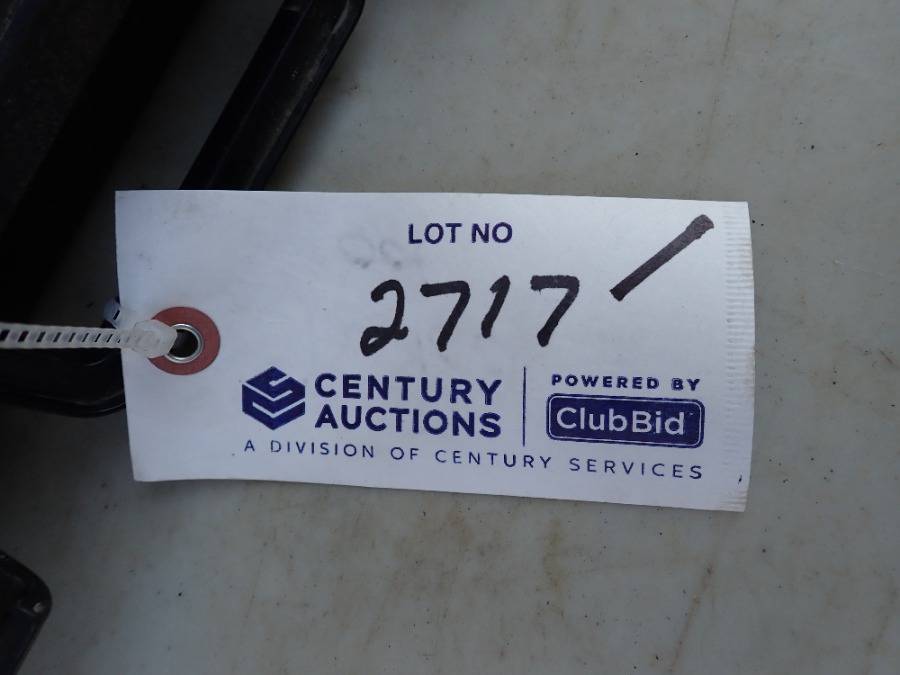 LOT NO
2717
CENTURY
AUCTIONS
POWERED BY
ClubBid
A DIVISION OF CENTURY SERVICES